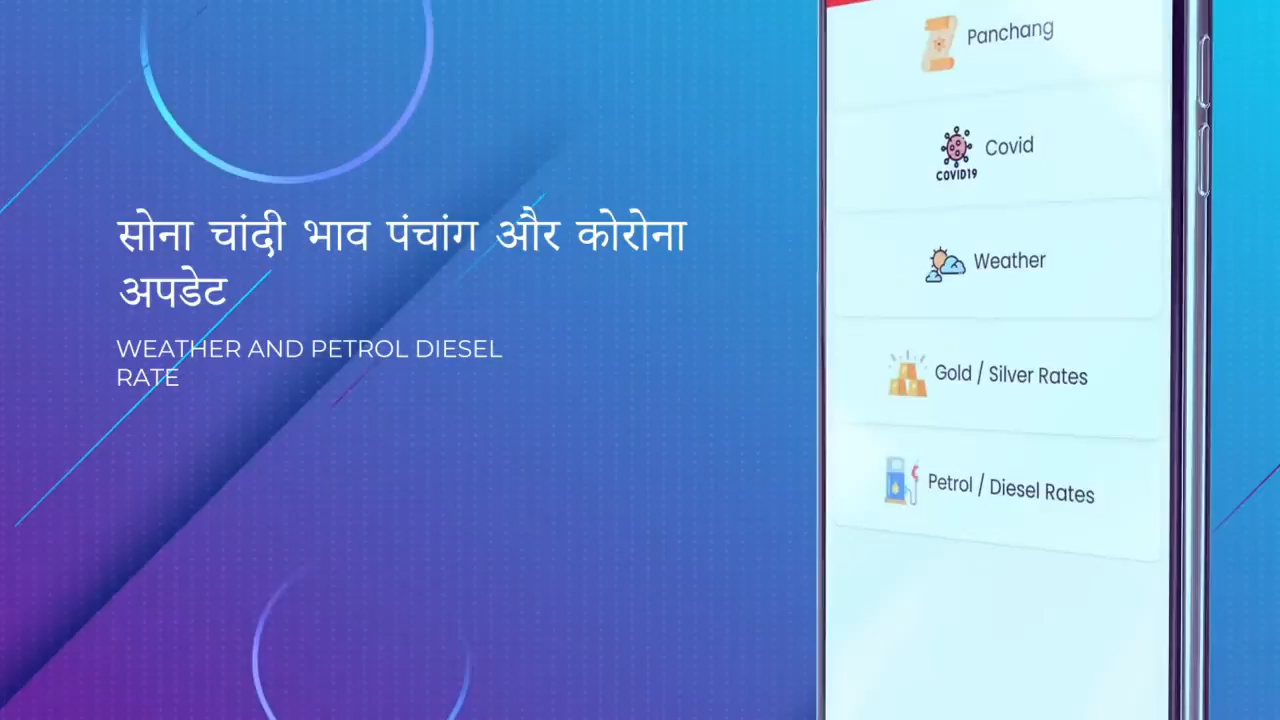 सोना चांदी भाव पंचांग और कोरोना
अपडेट
WEATHER AND PETROL DIESEL
RATE
Panchang
Covid
COVID19
Weather
Gold / Silver Rates
Petrol / Diesel Rates